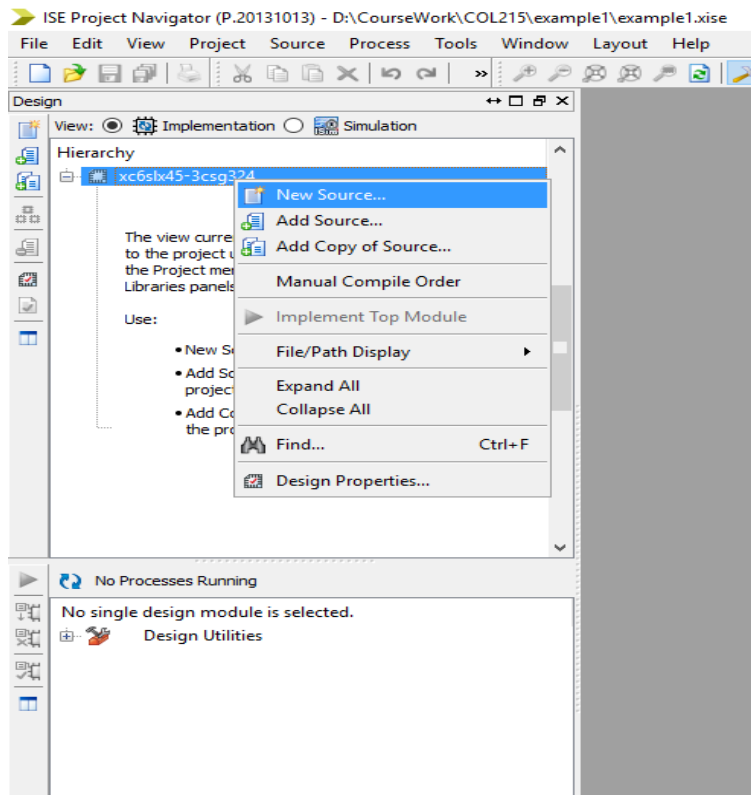 ISE Project Navigator (P.20131013) - D:\CourseWork\COL215\example1\example1.xise
File Edit View Project Source Process Tools Window Layout Help
Design
View: Implementation Simulation
Hierarchy
xc6slx45-3csg324
New Source...
Add Source...
Add Copy of Source...
Manual Compile Order
Implement Top Module
File/Path Display
Expand All
Collapse All
Find... Ctrl+F
Design Properties...
The view curre
to the project u
the Project mer
Libraries panels
Use:
• New So
• Add So
project
• Add Co
the pro
No Processes Running
No single design module is selected.
Design Utilities